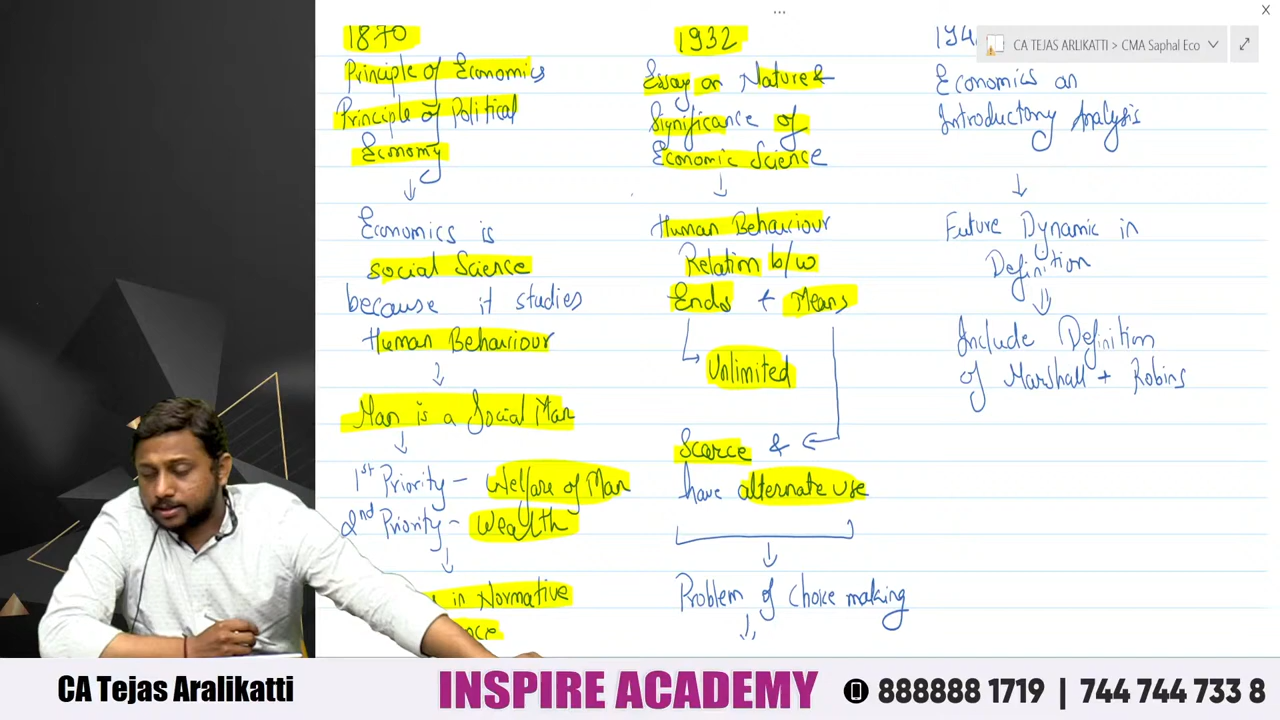 ...
X
CA TEJAS ARLIKATTI > CMA Saphal Eco
1870
Principle of Economics
Principle of Political
Economy
↓
Economics is
social Science
because it studies
Human Behaviour
↓
Man is a Social Man
↓
1st Priority - Welfare of Man
2nd Priority - Wealth
↓
in Normative
1932
Essay on Nature &
Significance of
Economic Science
↓
Human Behaviour
Relation b/w
Ends + Means
Unlimited
Scarce &
have alternate use
↓
Problem of Choice making
↓
194
Economics an
Introductory Analysis
↓
Future Dynamic in
Definition
⇓
Include Definition
of Marshall + Robins
CA Tejas Aralikatti
INSPIRE ACADEMY
888888 1719 | 744 744 733 8